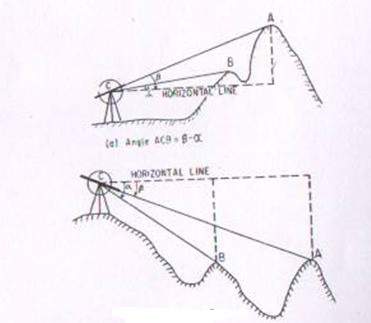 A
B
C
β
α
HORIZONTAL LINE
(a) Angle ACB = β-α
HORIZONTAL LINE
C
α
β
B
A